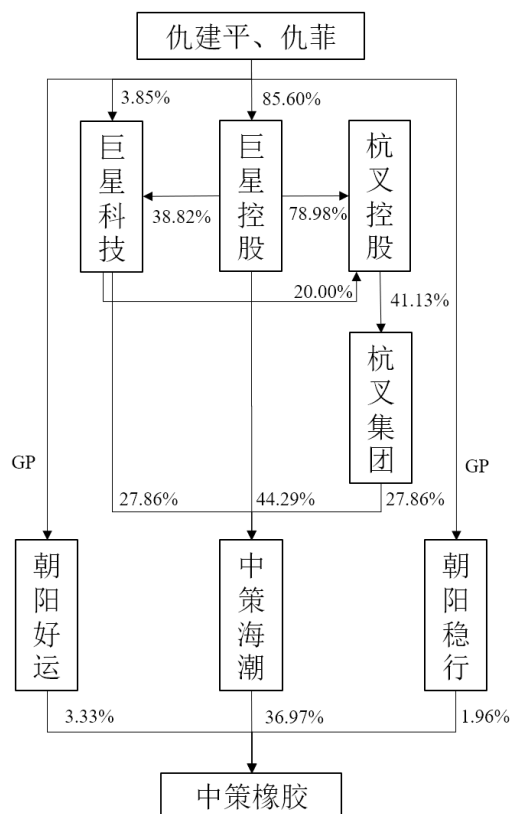 仇建平、仇菲
3.85%
85.60%
巨星科技
巨星控股
杭叉控股
38.82%
78.98%
20.00%
41.13%
杭叉集团
GP
GP
27.86%
44.29%
27.86%
朝阳好运
中策海潮
朝阳稳行
3.33%
36.97%
1.96%
中策橡胶